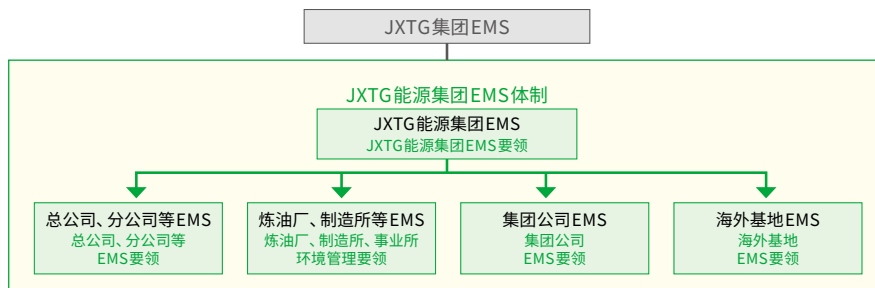 JXTG集团EMS
JXTG能源集团EMS体制
JXTG能源集团EMS
JXTG能源集团EMS要领
总公司、分公司等EMS
总公司、分公司等
EMS要领
炼油厂、制造所等EMS
炼油厂、制造所、事业所
环境管理要领
集团公司EMS
集团公司
EMS要领
海外基地EMS
海外基地
EMS要领